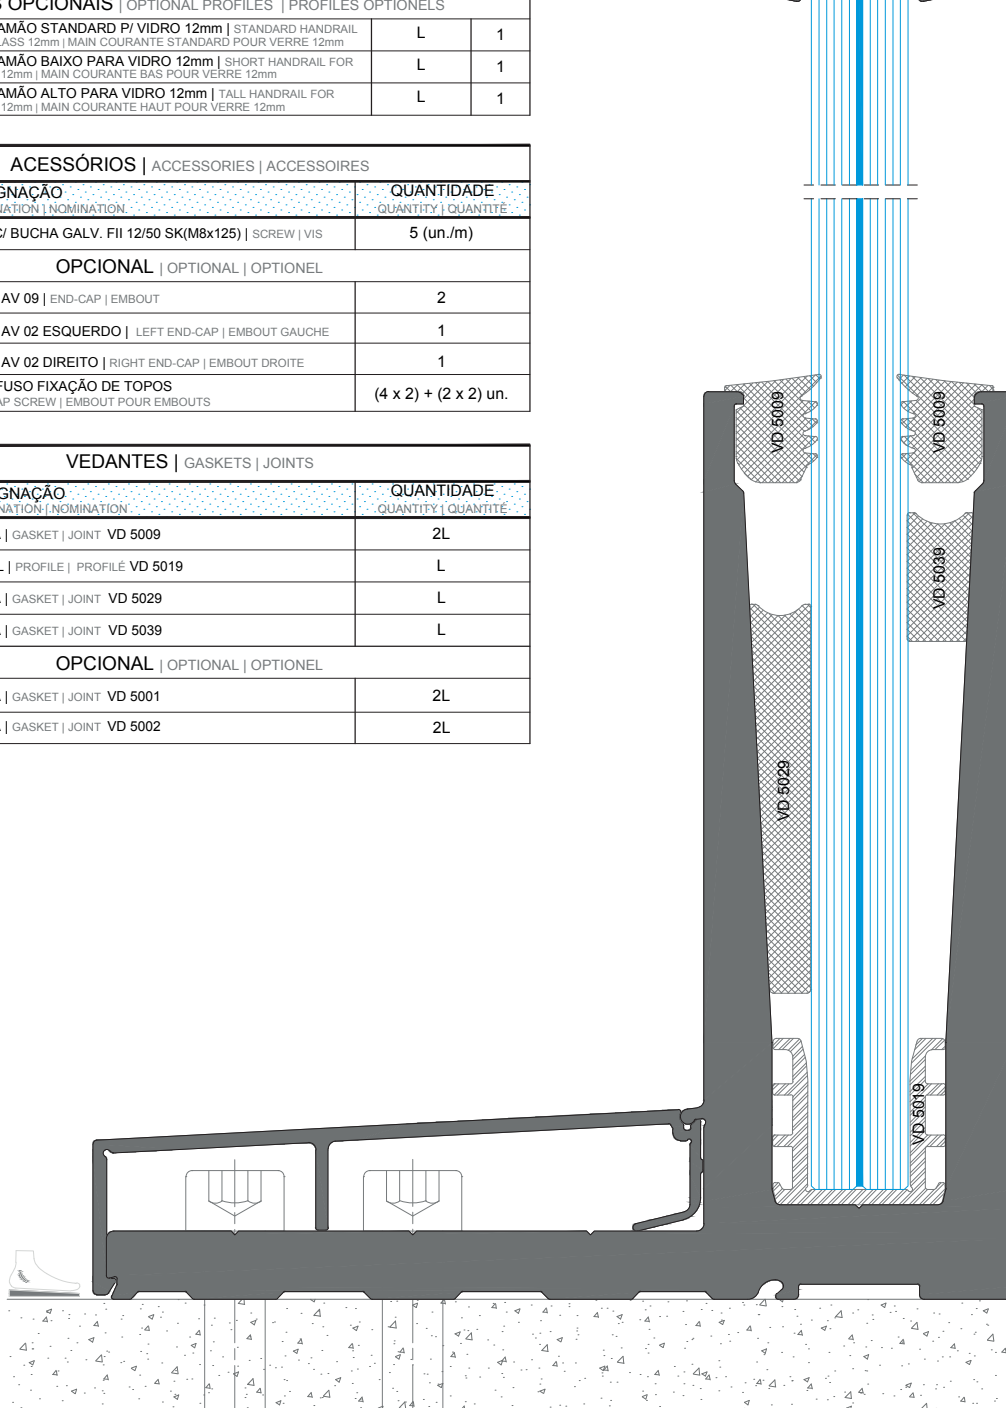 S OPCIONAIS | OPTIONAL PROFILES | PROFILES OPTIONELS
AMÃO STANDARD P/ VIDRO 12mm | STANDARD HANDRAIL L 1
LASS 12mm | MAIN COURANTE STANDARD POUR VERRE 12mm
AMÃO BAIXO PARA VIDRO 12mm | SHORT HANDRAIL FOR L 1
12mm | MAIN COURANTE BAS POUR VERRE 12mm
AMÃO ALTO PARA VIDRO 12mm | TALL HANDRAIL FOR L 1
12mm | MAIN COURANTE HAUT POUR VERRE 12mm
ACESSÓRIOS | ACCESSORIES | ACCESSOIRES
GNAÇÃO QUANTIDADE
NATION | NOMINATION QUANTITY | QUANTITÉ
C/ BUCHA GALV. FII 12/50 SK(M8x125) | SCREW | VIS 5 (un./m)
OPCIONAL | OPTIONAL | OPTIONEL
AV 09 | END-CAP | EMBOUT 2
AV 02 ESQUERDO | LEFT END-CAP | EMBOUT GAUCHE 1
AV 02 DIREITO | RIGHT END-CAP | EMBOUT DROITE 1
FUSO FIXAÇÃO DE TOPOS (4 x 2) + (2 x 2) un.
AP SCREW | EMBOUT POUR EMBOUTS
VEDANTES | GASKETS | JOINTS
GNAÇÃO QUANTIDADE
NATION | NOMINATION QUANTITY | QUANTITÉ
| GASKET | JOINT VD 5009 2L
L | PROFILE | PROFILÉ VD 5019 L
| GASKET | JOINT VD 5029 L
| GASKET | JOINT VD 5039 L
OPCIONAL | OPTIONAL | OPTIONEL
| GASKET | JOINT VD 5001 2L
| GASKET | JOINT VD 5002 2L
VD 5009
VD 5009
VD 5039
VD 5029
VD 5019